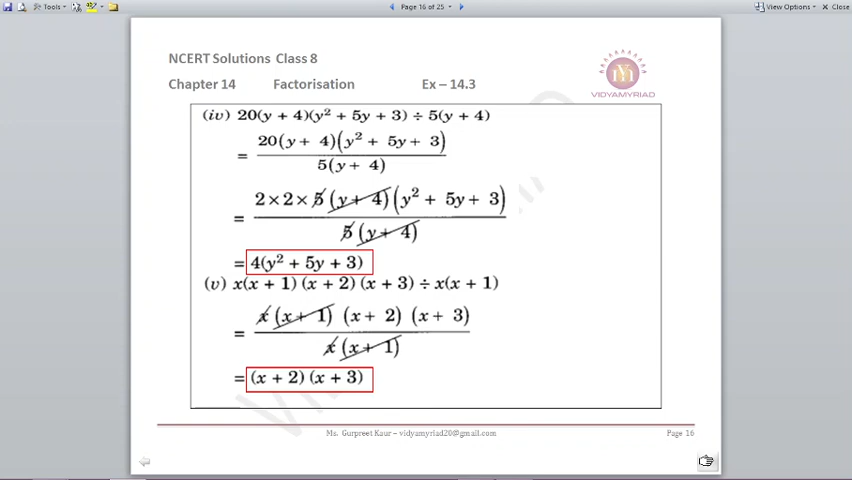 Tools
Page 16 of 25
View Options
Close
NCERT Solutions Class 8
Chapter 14 Factorisation Ex – 14.3
VIDYAMYRIAD
(iv) 20(y + 4)(y² + 5y + 3) ÷ 5(y + 4)
20(y + 4)(y² + 5y + 3)
=
5(y + 4)
2 × 2 × 5 (y + 4) (y² + 5y + 3)
=
5 (y + 4)
= 4(y² + 5y + 3)
(v) x(x + 1) (x + 2) (x + 3) ÷ x(x + 1)
x (x + 1) (x + 2) (x + 3)
=
x (x + 1)
= (x + 2) (x + 3)
Ms. Gurpreet Kaur – vidyamyriad20@gmail.com
Page 16